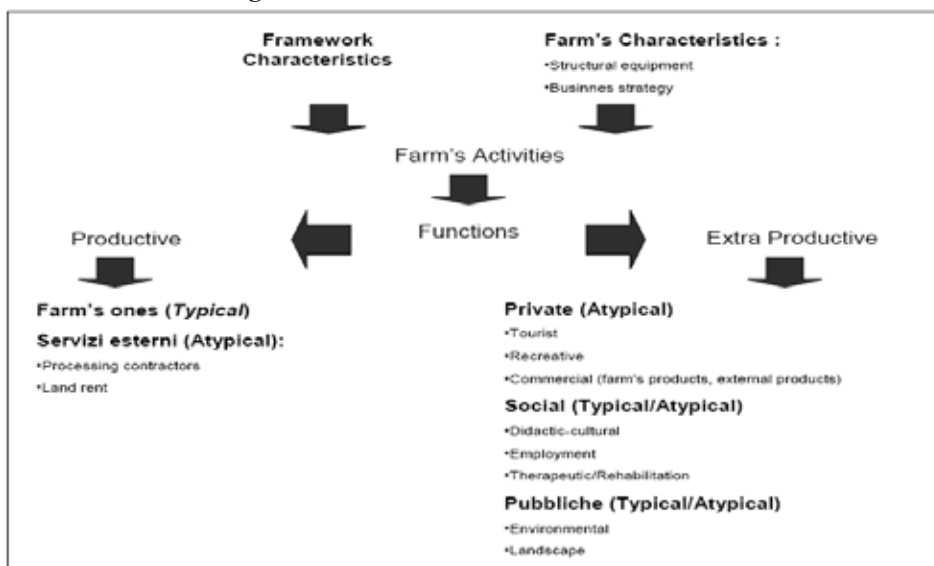 Framework
Characteristics
Farm's Characteristics :
•Structural equipment
•Businnes strategy
Farm's Activities
Functions
Productive
Extra Productive
Farm's ones (Typical)
Servizi esterni (Atypical):
•Processing contractors
•Land rent
Private (Atypical)
•Tourist
•Recreative
•Commercial (farm's products, external products)
Social (Typical/Atypical)
•Didactic-cultural
•Employment
•Therapeutic/Rehabilitation
Pubbliche (Typical/Atypical)
•Environmental
•Landscape